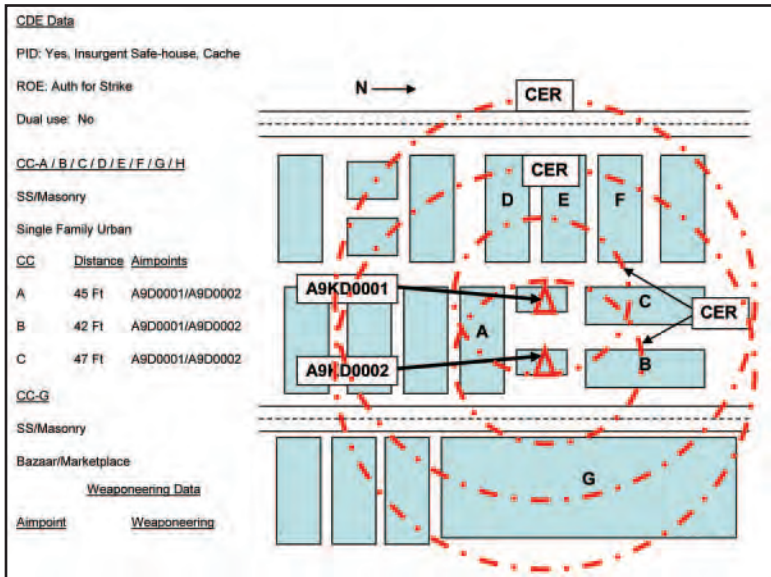 CDE Data
PID: Yes, Insurgent Safe-house, Cache
ROE: Auth for Strike
Dual use: No
CC-A / B / C / D / E / F / G / H
SS/Masonry
Single Family Urban
CC Distance Aimpoints
A 45 Ft A9D0001/A9D0002
B 42 Ft A9D0001/A9D0002
C 47 Ft A9D0001/A9D0002
CC-G
SS/Masonry
Bazaar/Marketplace
Weaponeering Data
Aimpoint Weaponeering
N
CER
CER
D E F
A9KD0001
C
CER
A
A9KD0002
B
G